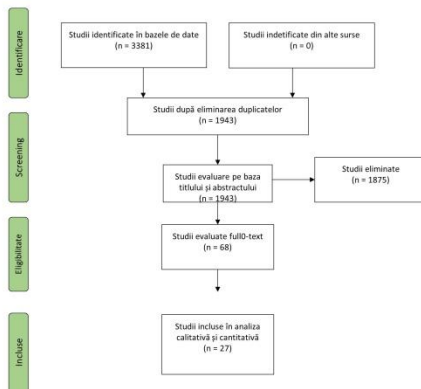 Identificare
Studii identificate în bazele de date
(n = 3381)
Studii indetificate din alte surse
(n = 0)
Studii după eliminarea duplicatelor
(n = 1943)
Screening
Studii evaluare pe baza
titlului și abstractului
(n = 1943)
Studii eliminate
(n = 1875)
Eligibilitate
Studii evaluate full0-text
(n = 68)
Incluse
Studii incluse în analiza
calitativă și cantitativă
(n = 27)